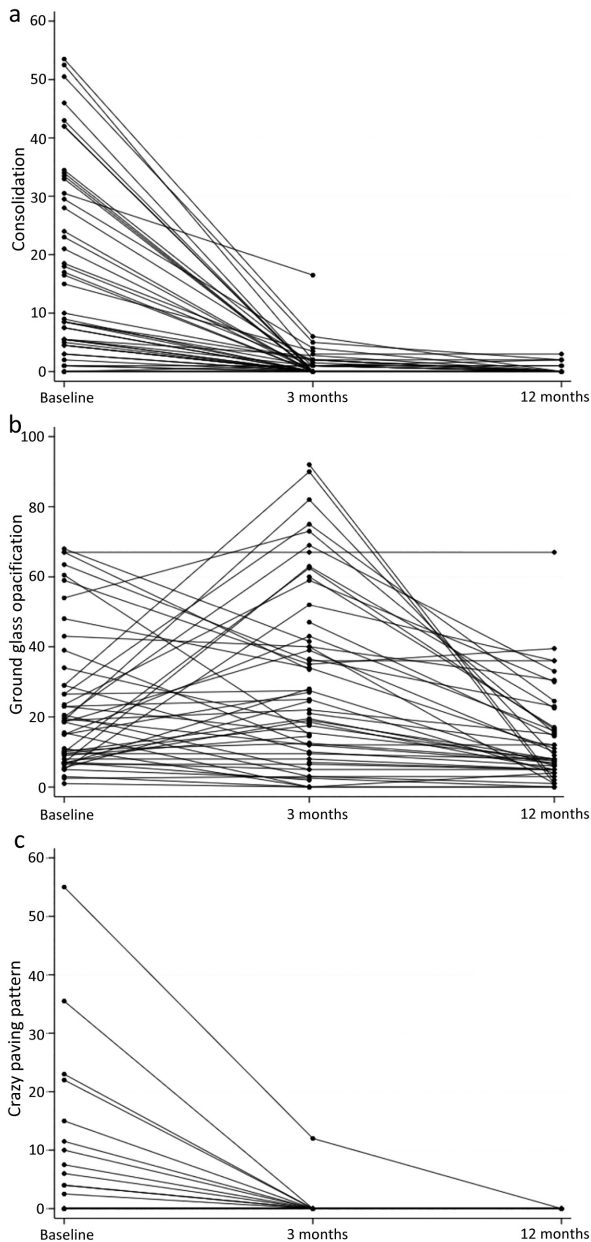 a
60
50
40
30
20
10
0
Consolidation
Baseline
3 months
12 months
b
100
80
60
40
20
0
Ground glass opacification
Baseline
3 months
12 months
c
60
50
40
30
20
10
0
Crazy paving pattern
Baseline
3 months
12 months